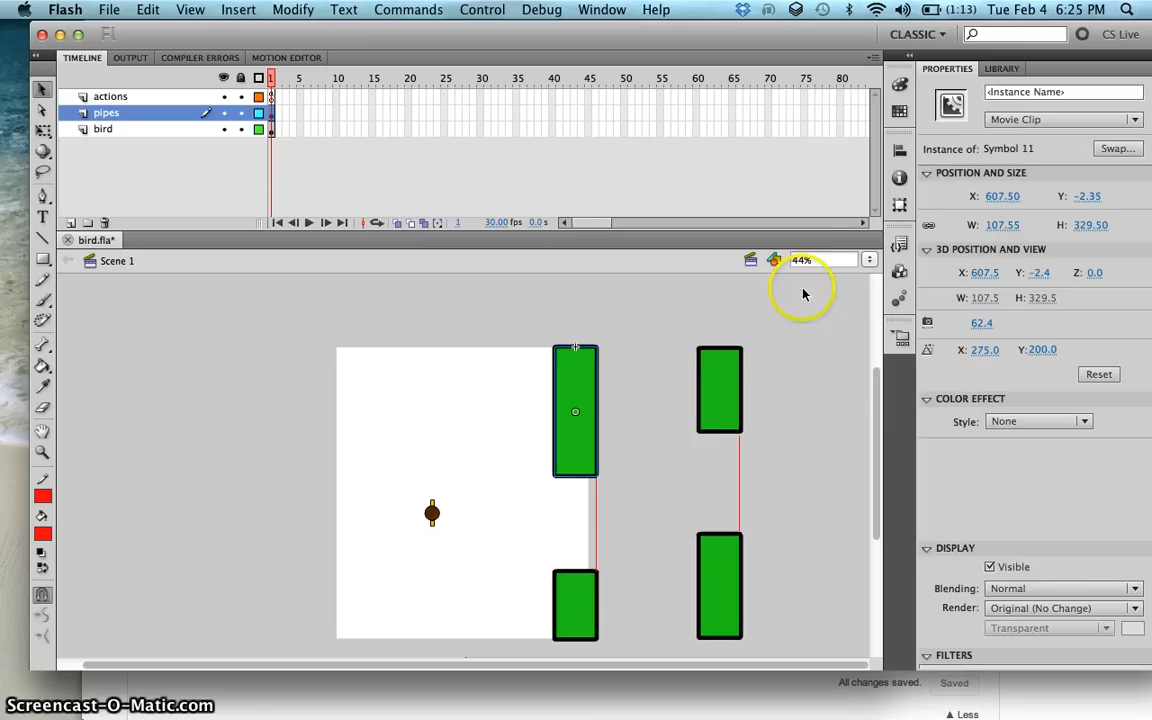 Flash File Edit View Insert Modify Text Commands Control Debug Window Help (1:13) Tue Feb 4 6:25 PM
CLASSIC CS Live
Fl
TIMELINE OUTPUT COMPILER ERRORS MOTION EDITOR
1 5 10 15 20 25 30 35 40 45 50 55 60 65 70 75 80
actions
pipes
bird
1 30.00 fps 0.0 s
bird.fla*
Scene 1
44%
PROPERTIES LIBRARY
<Instance Name>
Movie Clip
Instance of: Symbol 11 Swap...
POSITION AND SIZE
X: 607.50 Y: -2.35
W: 107.55 H: 329.50
3D POSITION AND VIEW
X: 607.5 Y: -2.4 Z: 0.0
W: 107.5 H: 329.5
62.4
X: 275.0 Y: 200.0
Reset
COLOR EFFECT
Style: None
DISPLAY
Visible
Blending: Normal
Render: Original (No Change)
Transparent
FILTERS
All changes saved. Saved
Less
Screencast-O-Matic.com